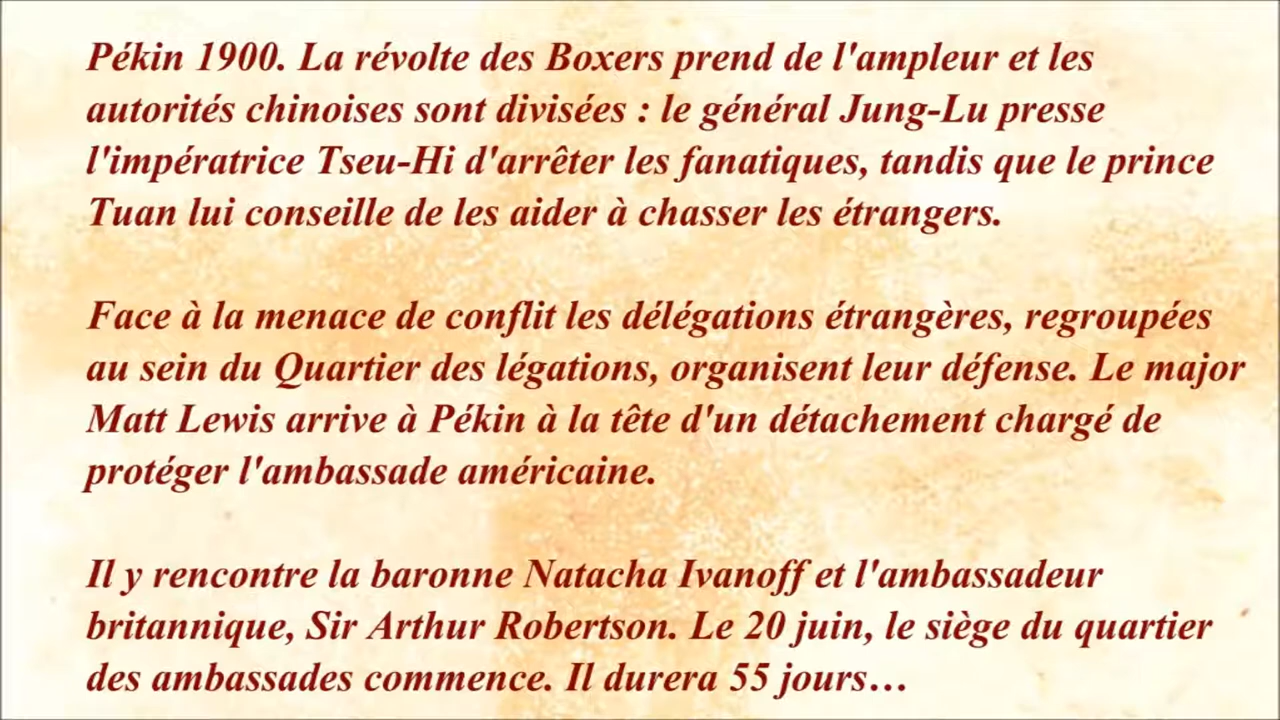 Pékin 1900. La révolte des Boxers prend de l'ampleur et les
autorités chinoises sont divisées : le général Jung-Lu presse
l'impératrice Tseu-Hi d'arrêter les fanatiques, tandis que le prince
Tuan lui conseille de les aider à chasser les étrangers.
Face à la menace de conflit les délégations étrangères, regroupées
au sein du Quartier des légations, organisent leur défense. Le major
Matt Lewis arrive à Pékin à la tête d'un détachement chargé de
protéger l'ambassade américaine.
Il y rencontre la baronne Natacha Ivanoff et l'ambassadeur
britannique, Sir Arthur Robertson. Le 20 juin, le siège du quartier
des ambassades commence. Il durera 55 jours…